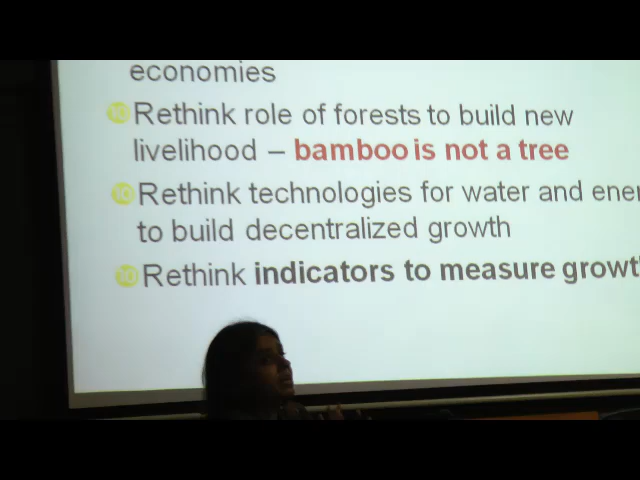 economies
Rethink role of forests to build new
livelihood – bamboo is not a tree
Rethink technologies for water and
to build decentralized growth
Rethink indicators to measure growth